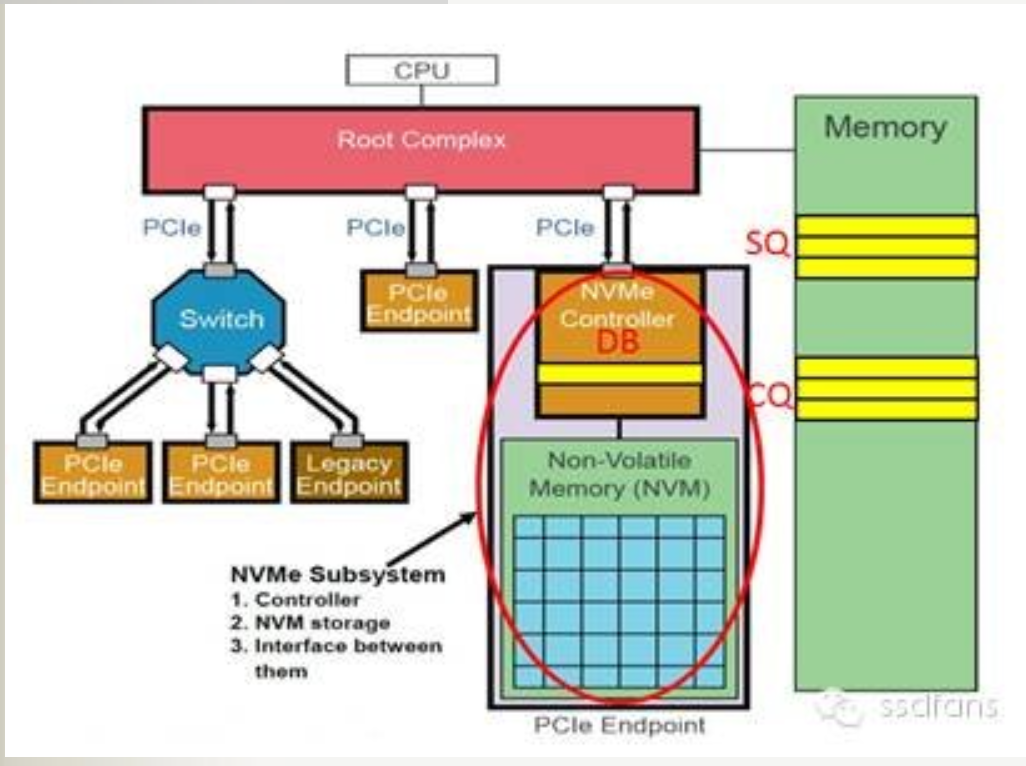 CPU
Root Complex
Memory
PCIe
PCIe
PCIe
SQ
Switch
PCIe
Endpoint
NVMe
Controller
DB
CQ
PCIe
Endpoint
PCIe
Endpoint
Legacy
Endpoint
Non-Volatile
Memory (NVM)
NVMe Subsystem
1. Controller
2. NVM storage
3. Interface between
them
PCIe Endpoint
ssdfans